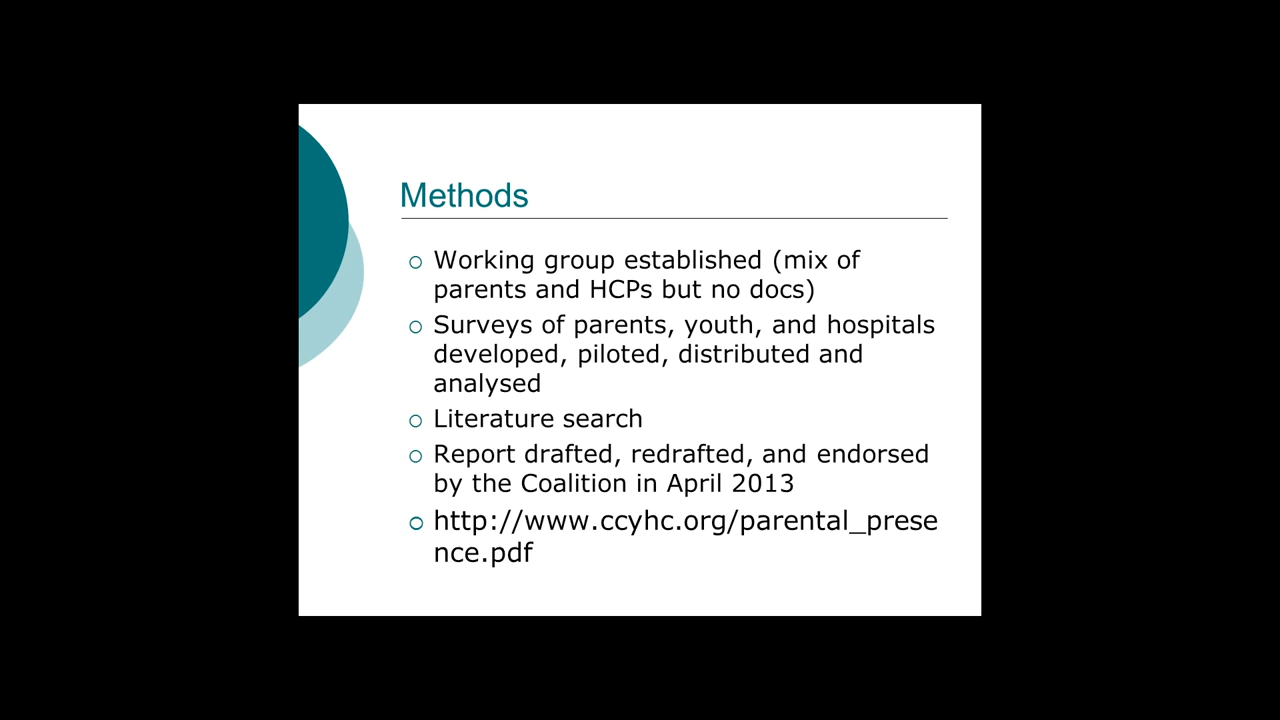 Methods
Working group established (mix of
parents and HCPs but no docs)
Surveys of parents, youth, and hospitals
developed, piloted, distributed and
analysed
Literature search
Report drafted, redrafted, and endorsed
by the Coalition in April 2013
http://www.ccyhc.org/parental_prese
nce.pdf